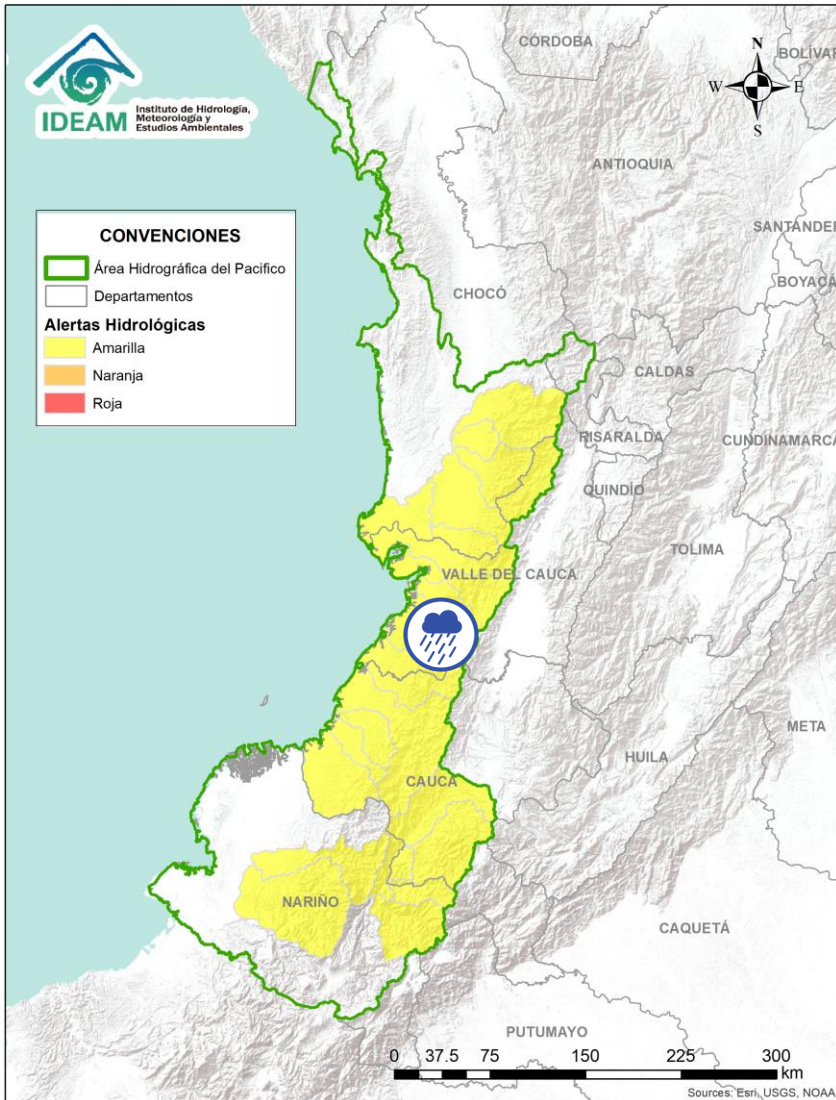 IDEAM
Instituto de Hidrología,
Meteorología y
Estudios Ambientales
N
W E
S
CONVENCIONES
Área Hidrográfica del Pacifico
Departamentos
Alertas Hidrológicas
Amarilla
Naranja
Roja
CÓRDOBA
BOLÍVAR
ANTIOQUIA
SANTANDER
BOYACÁ
CHOCÓ
CALDAS
RISARALDA
CUNDINAMARCA
QUINDÍO
TOLIMA
VALLE DEL CAUCA
META
HUILA
CAUCA
NARIÑO
CAQUETÁ
PUTUMAYO
0 37.5 75 150 225 300
km
Sources: Esri, USGS, NOAA